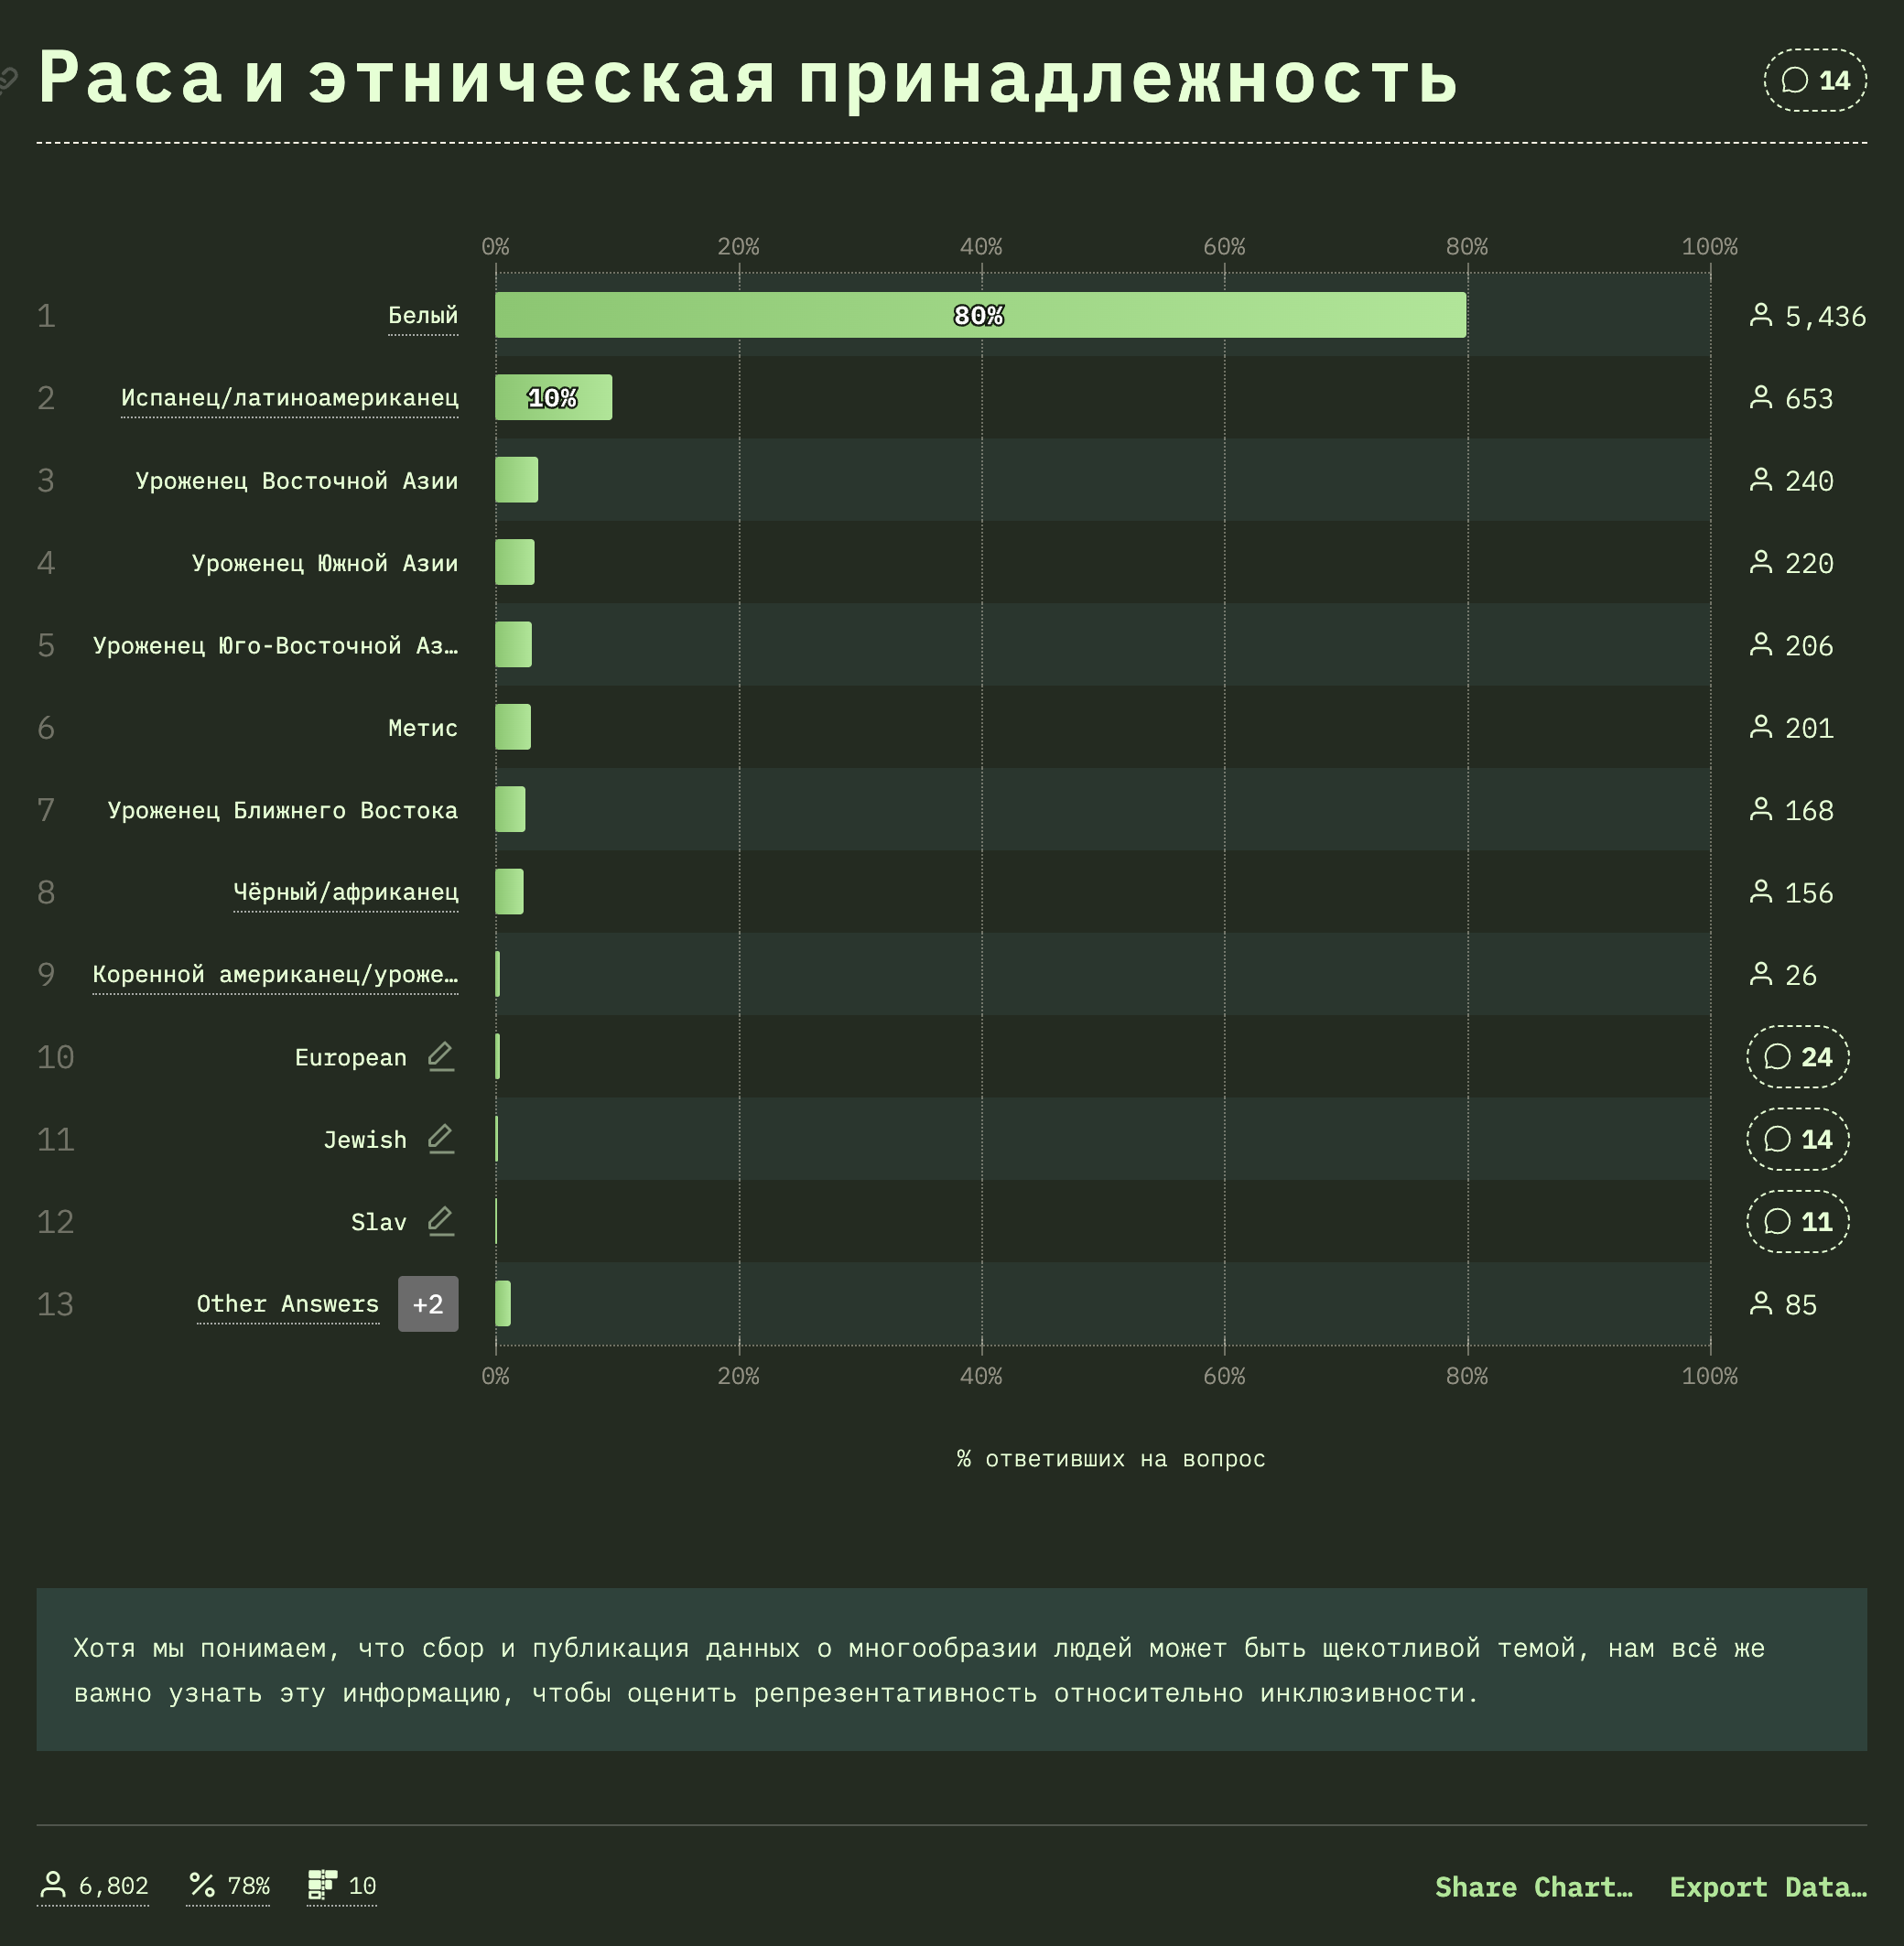 Раса и этническая принадлежность
14
0% 20% 40% 60% 80% 100%
1 Белый 80% 5,436
2 Испанец/латиноамериканец 10% 653
3 Уроженец Восточной Азии 240
4 Уроженец Южной Азии 220
5 Уроженец Юго-Восточной Аз… 206
6 Метис 201
7 Уроженец Ближнего Востока 168
8 Чёрный/африканец 156
9 Коренной американец/уроже… 26
10 European 24
11 Jewish 14
12 Slav 11
13 Other Answers +2 85
0% 20% 40% 60% 80% 100%
% ответивших на вопрос
Хотя мы понимаем, что сбор и публикация данных о многообразии людей может быть щекотливой темой, нам всё же
важно узнать эту информацию, чтобы оценить репрезентативность относительно инклюзивности.
6,802 78% 10 Share Chart… Export Data…